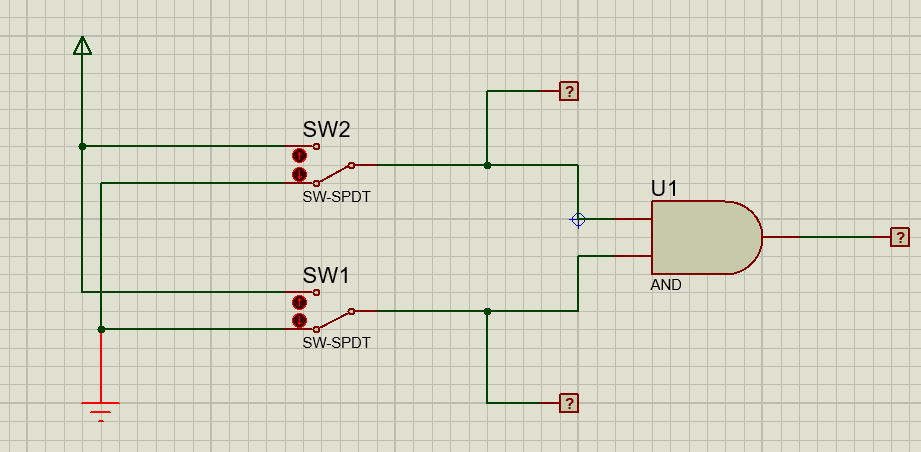 ?
SW2
SW-SPDT
U1
?
SW1
AND
SW-SPDT
?